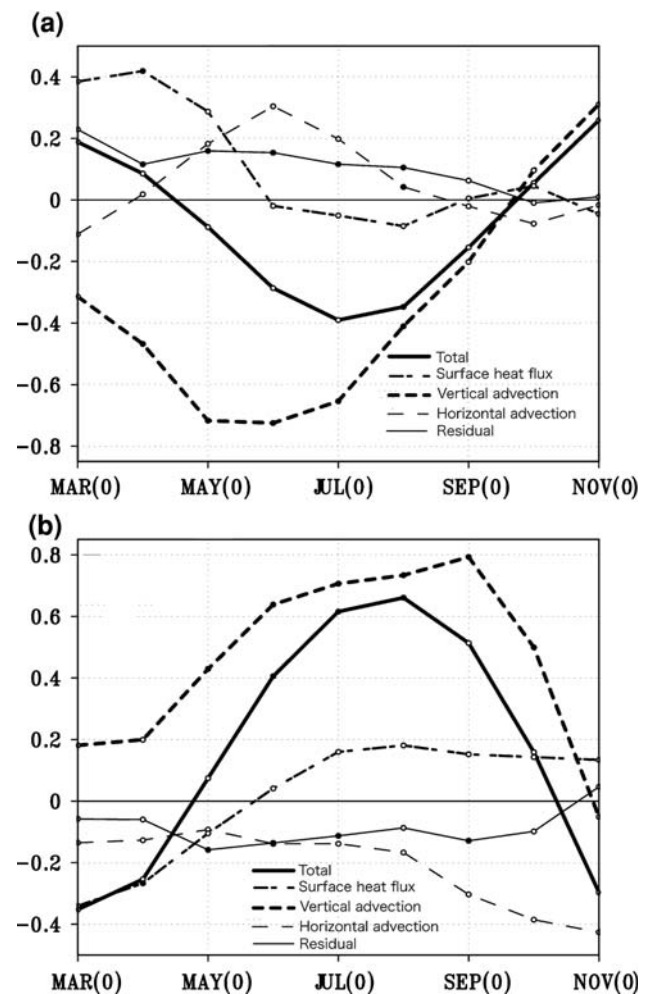 (a)
0.4
0.2
0
−0.2
−0.4
−0.6
−0.8
Total
Surface heat flux
Vertical advection
Horizontal advection
Residual
MAR(0) MAY(0) JUL(0) SEP(0) NOV(0)
(b)
0.8
0.6
0.4
0.2
0
−0.2
−0.4
Total
Surface heat flux
Vertical advection
Horizontal advection
Residual
MAR(0) MAY(0) JUL(0) SEP(0) NOV(0)